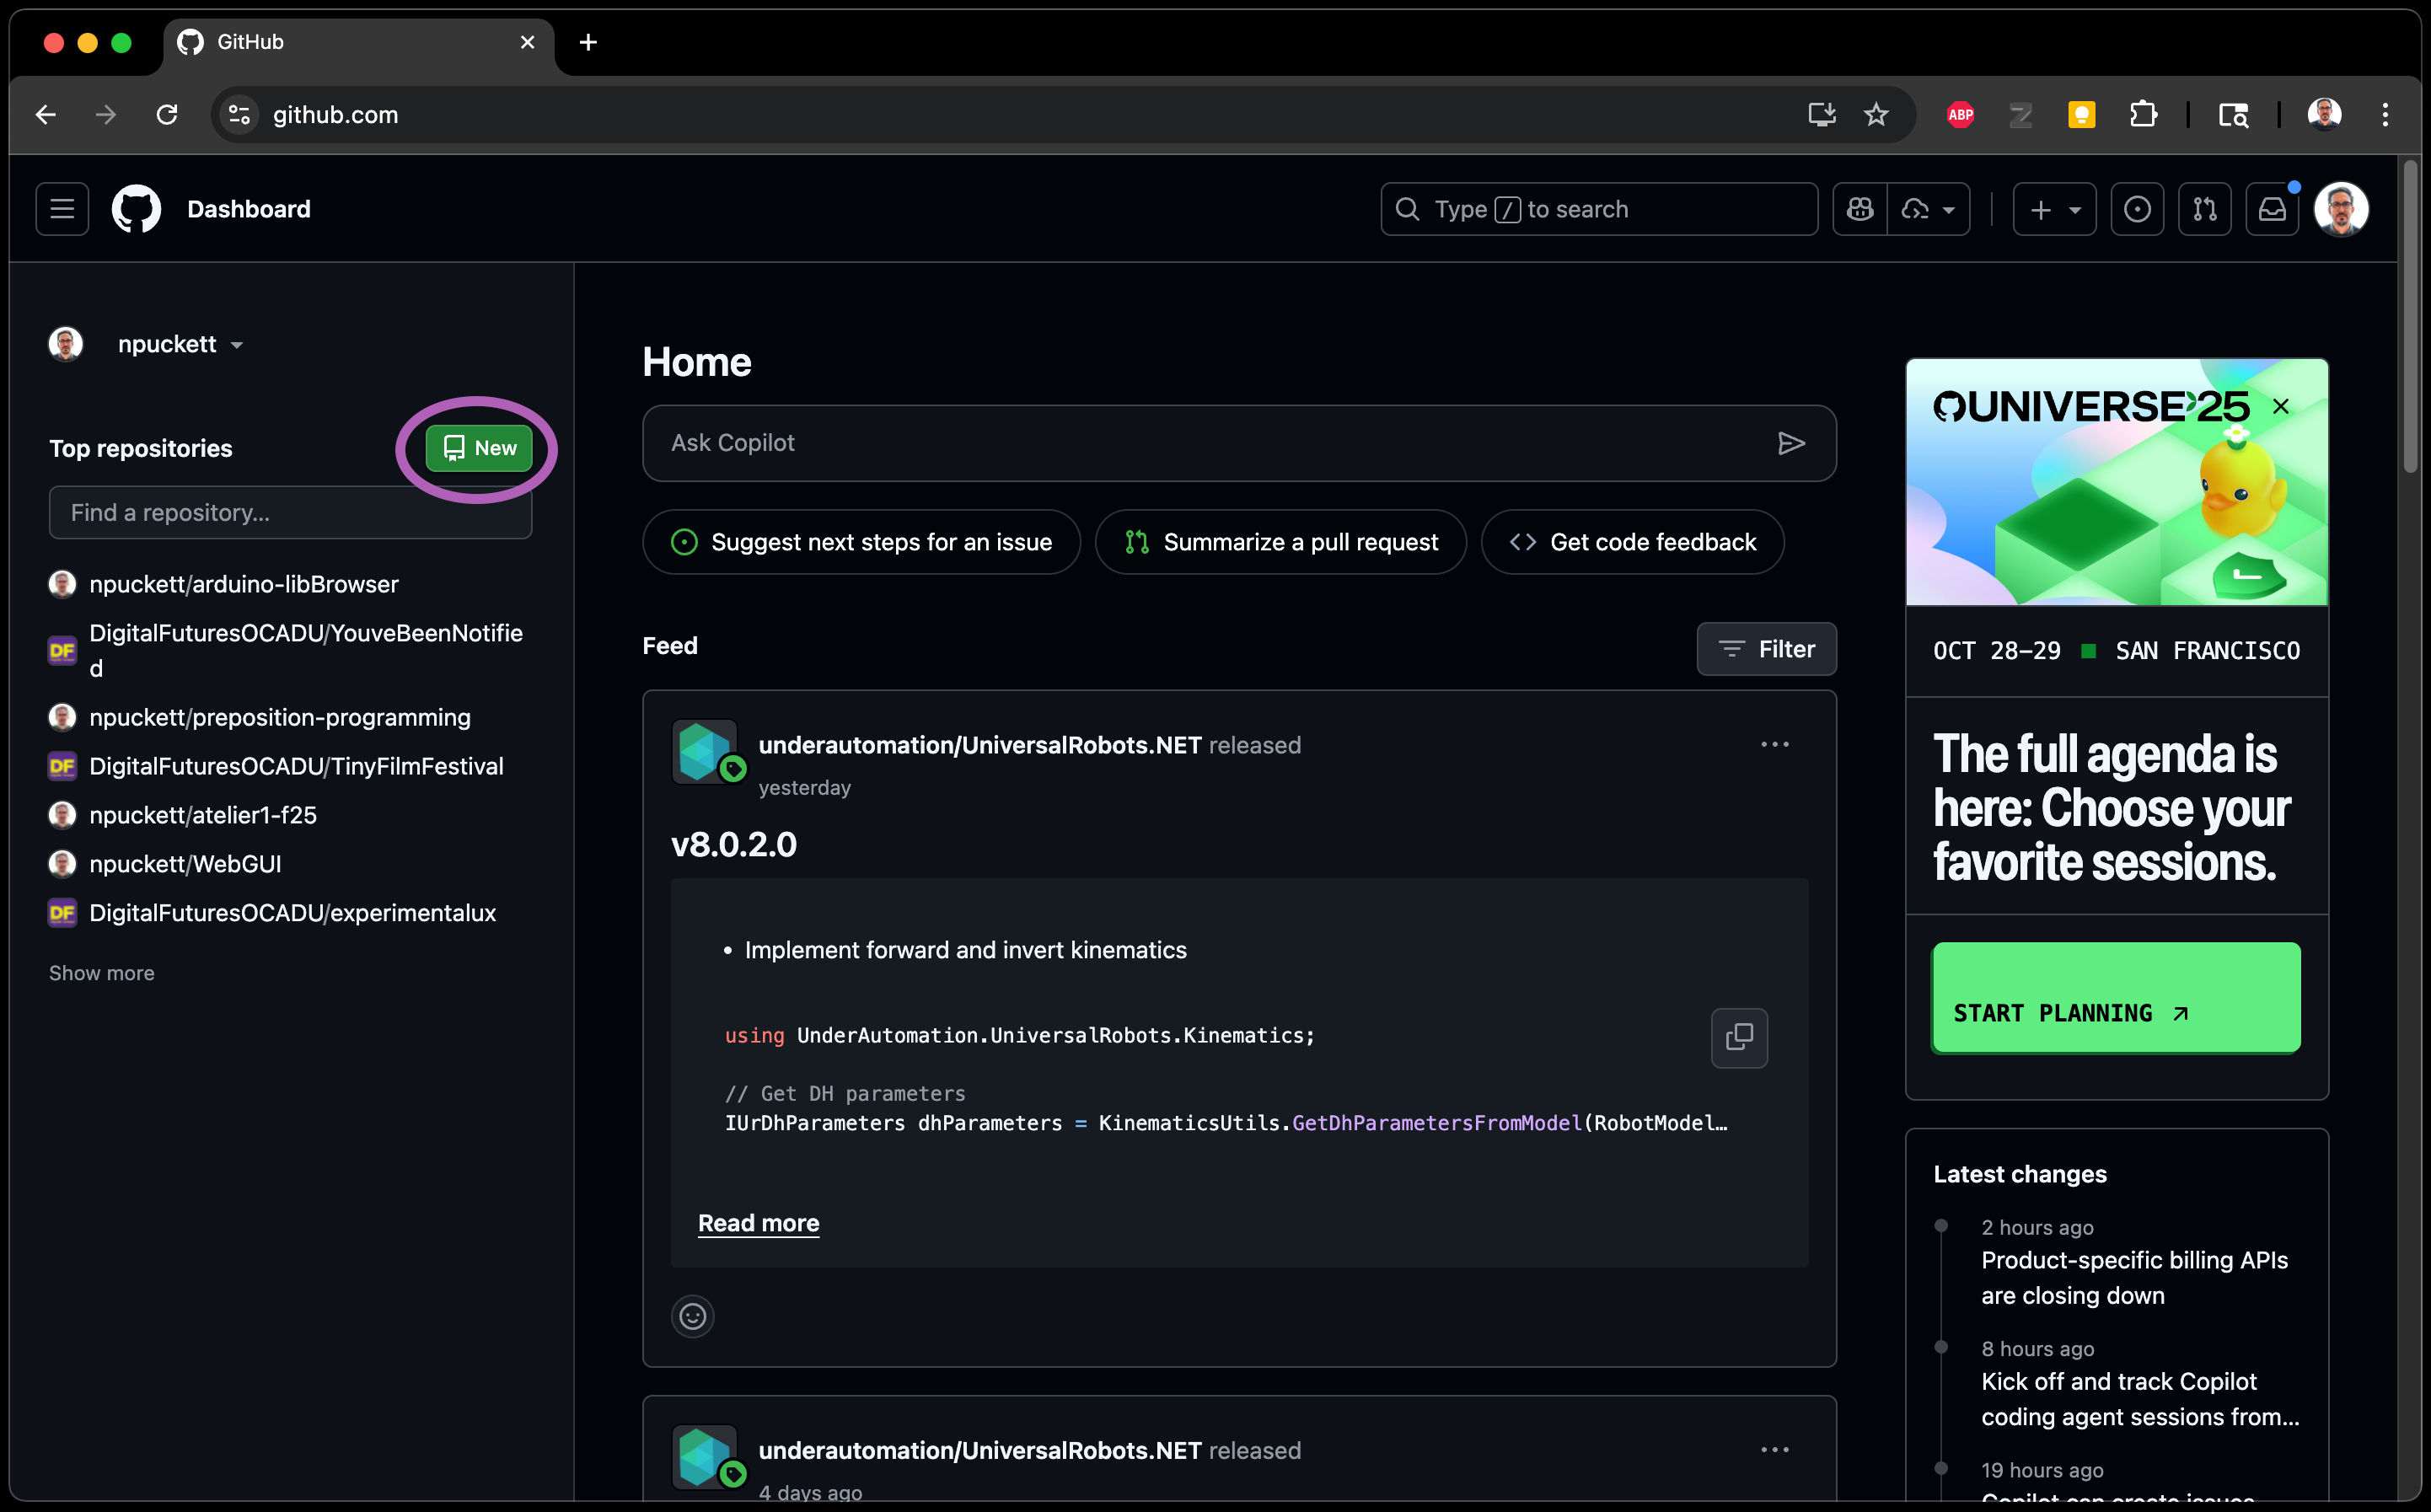 GitHub
github.com
ABP
Dashboard
Type / to search
npuckett
Top repositories
New
Find a repository...
npuckett/arduino-libBrowser
DigitalFuturesOCADU/YouveBeenNotifie
d
npuckett/preposition-programming
DigitalFuturesOCADU/TinyFilmFestival
npuckett/atelier1-f25
npuckett/WebGUI
DigitalFuturesOCADU/experimentalux
DF
DF
DF
Show more
Home
Ask Copilot
Suggest next steps for an issue
Summarize a pull request
Get code feedback
Feed
Filter
underautomation/UniversalRobots.NET released
yesterday
v8.0.2.0
• Implement forward and invert kinematics
using UnderAutomation.UniversalRobots.Kinematics;
// Get DH parameters
IUrDhParameters dhParameters = KinematicsUtils.GetDhParametersFromModel(RobotModel…
Read more
underautomation/UniversalRobots.NET released
4 days ago
UNIVERSE'25
OCT 28–29 SAN FRANCISCO
The full agenda is
here: Choose your
favorite sessions.
START PLANNING
Latest changes
2 hours ago
Product-specific billing APIs
are closing down
8 hours ago
Kick off and track Copilot
coding agent sessions from...
19 hours ago
Copilot can create issues